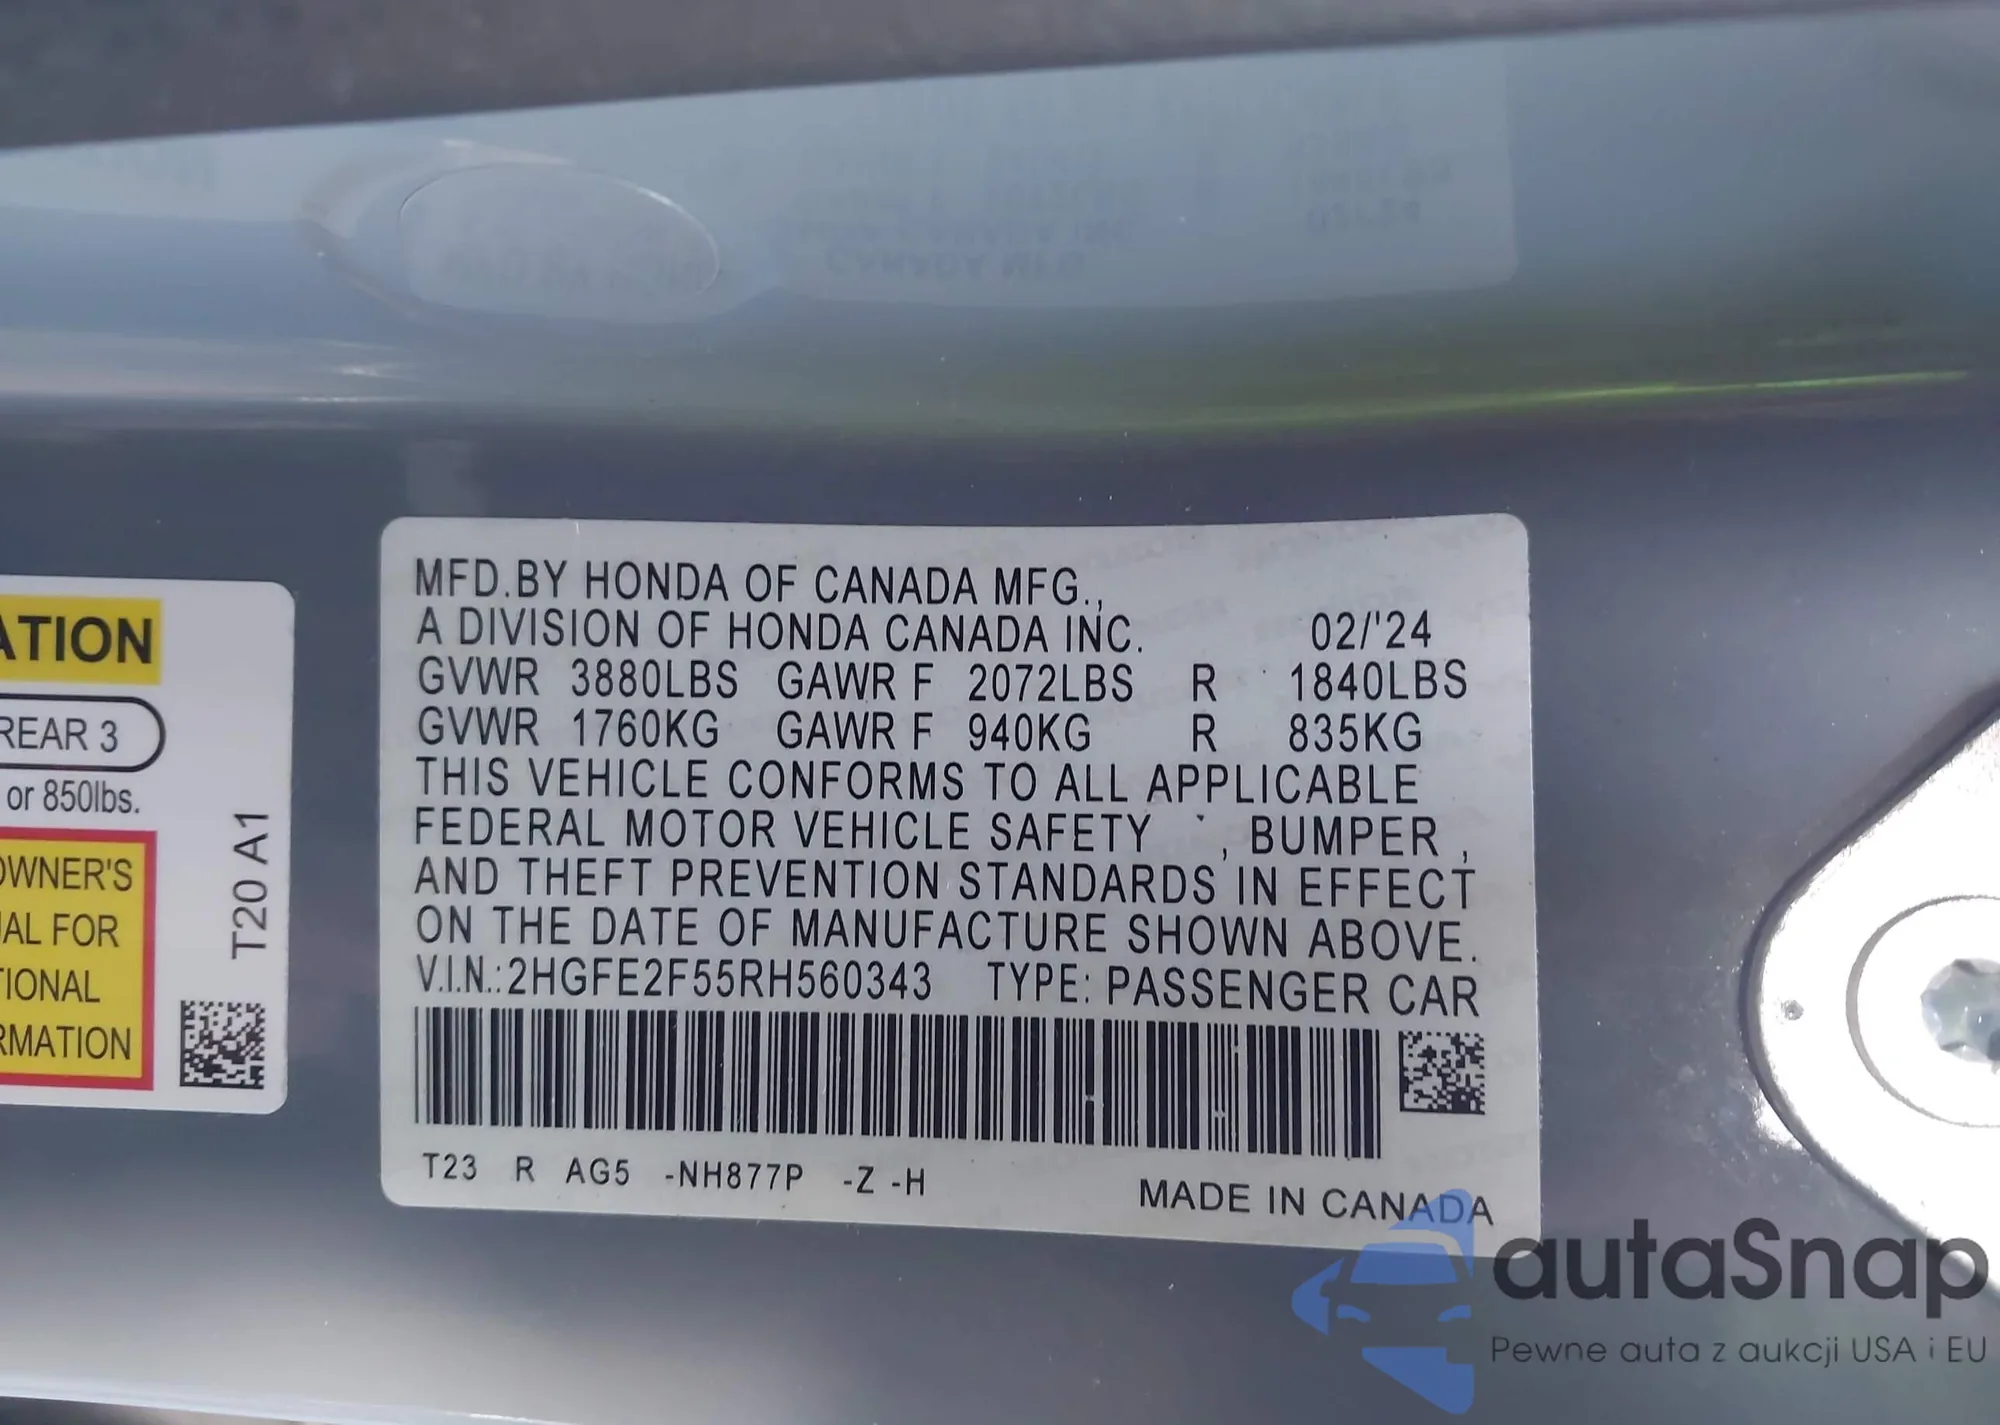 ATION
REAR 3
or 850lbs.
OWNER'S
FOR
RMATION
T20 A1
MFD.BY HONDA OF CANADA MFG.,
A DIVISION OF HONDA CANADA INC. 02/'24
GVWR 3880LBS GAWR F 2072LBS R 1840LBS
GVWR 1760KG GAWR F 940KG R 835KG
THIS VEHICLE CONFORMS TO ALL APPLICABLE
FEDERAL MOTOR VEHICLE SAFETY , BUMPER ,
AND THEFT PREVENTION STANDARDS IN EFFECT
ON THE DATE OF MANUFACTURE SHOWN ABOVE.
V.I.N.:2HGFE2F55RH560343 TYPE: PASSENGER CAR
T23 R AG5 -NH877P -Z -H
MADE IN CANADA
autaSnap
Pewne auta z aukcji USA i EU